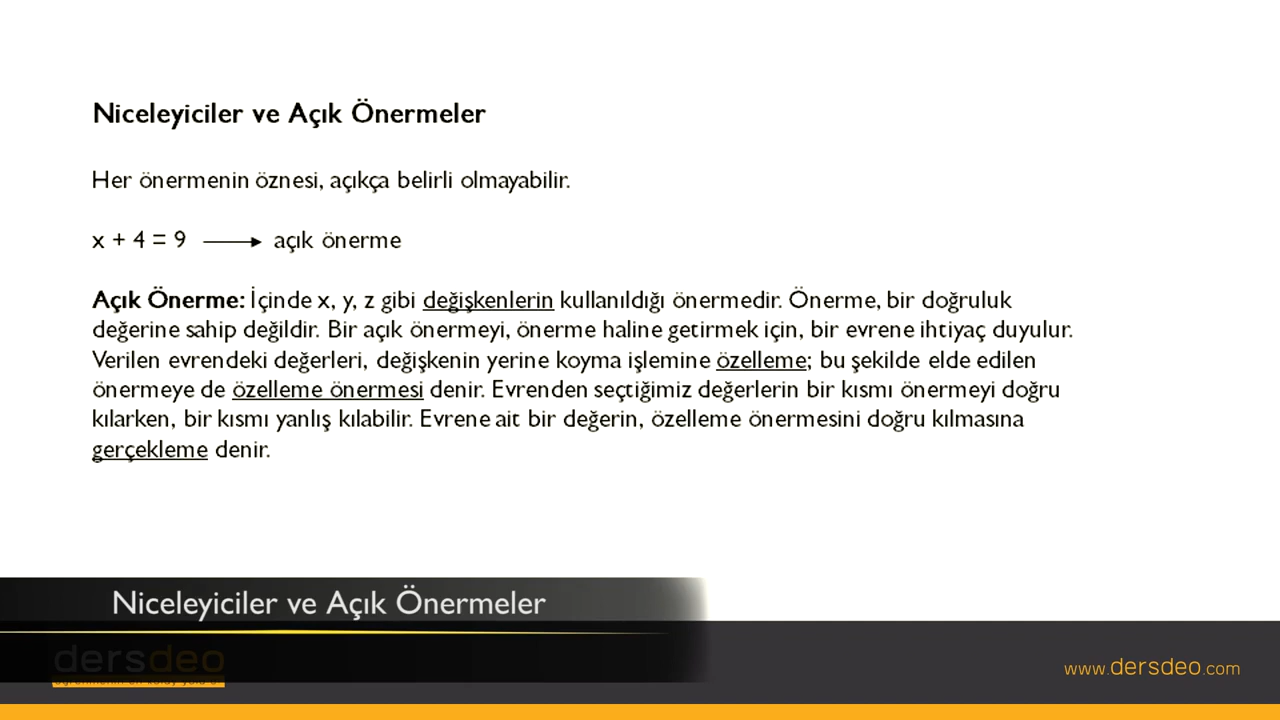 Niceleyiciler ve Açık Önermeler
Her önermenin öznesi, açıkça belirli olmayabilir.
x + 4 = 9 → açık önerme
Açık Önerme: İçinde x, y, z gibi değişkenlerin kullanıldığı önermedir. Önerme, bir doğruluk
değerine sahip değildir. Bir açık önermeyi, önerme haline getirmek için, bir evrene ihtiyaç duyulur.
Verilen evrendeki değerleri, değişkenin yerine koyma işlemine özelleme; bu şekilde elde edilen
önermeye de özelleme önermesi denir. Evrenden seçtiğimiz değerlerin bir kısmı önermeyi doğru
kılarken, bir kısmı yanlış kılabilir. Evrene ait bir değerin, özelleme önermesini doğru kılmasına
gerçekleme denir.
Niceleyiciler ve Açık Önermeler
dersdeo
www.dersdeo.com